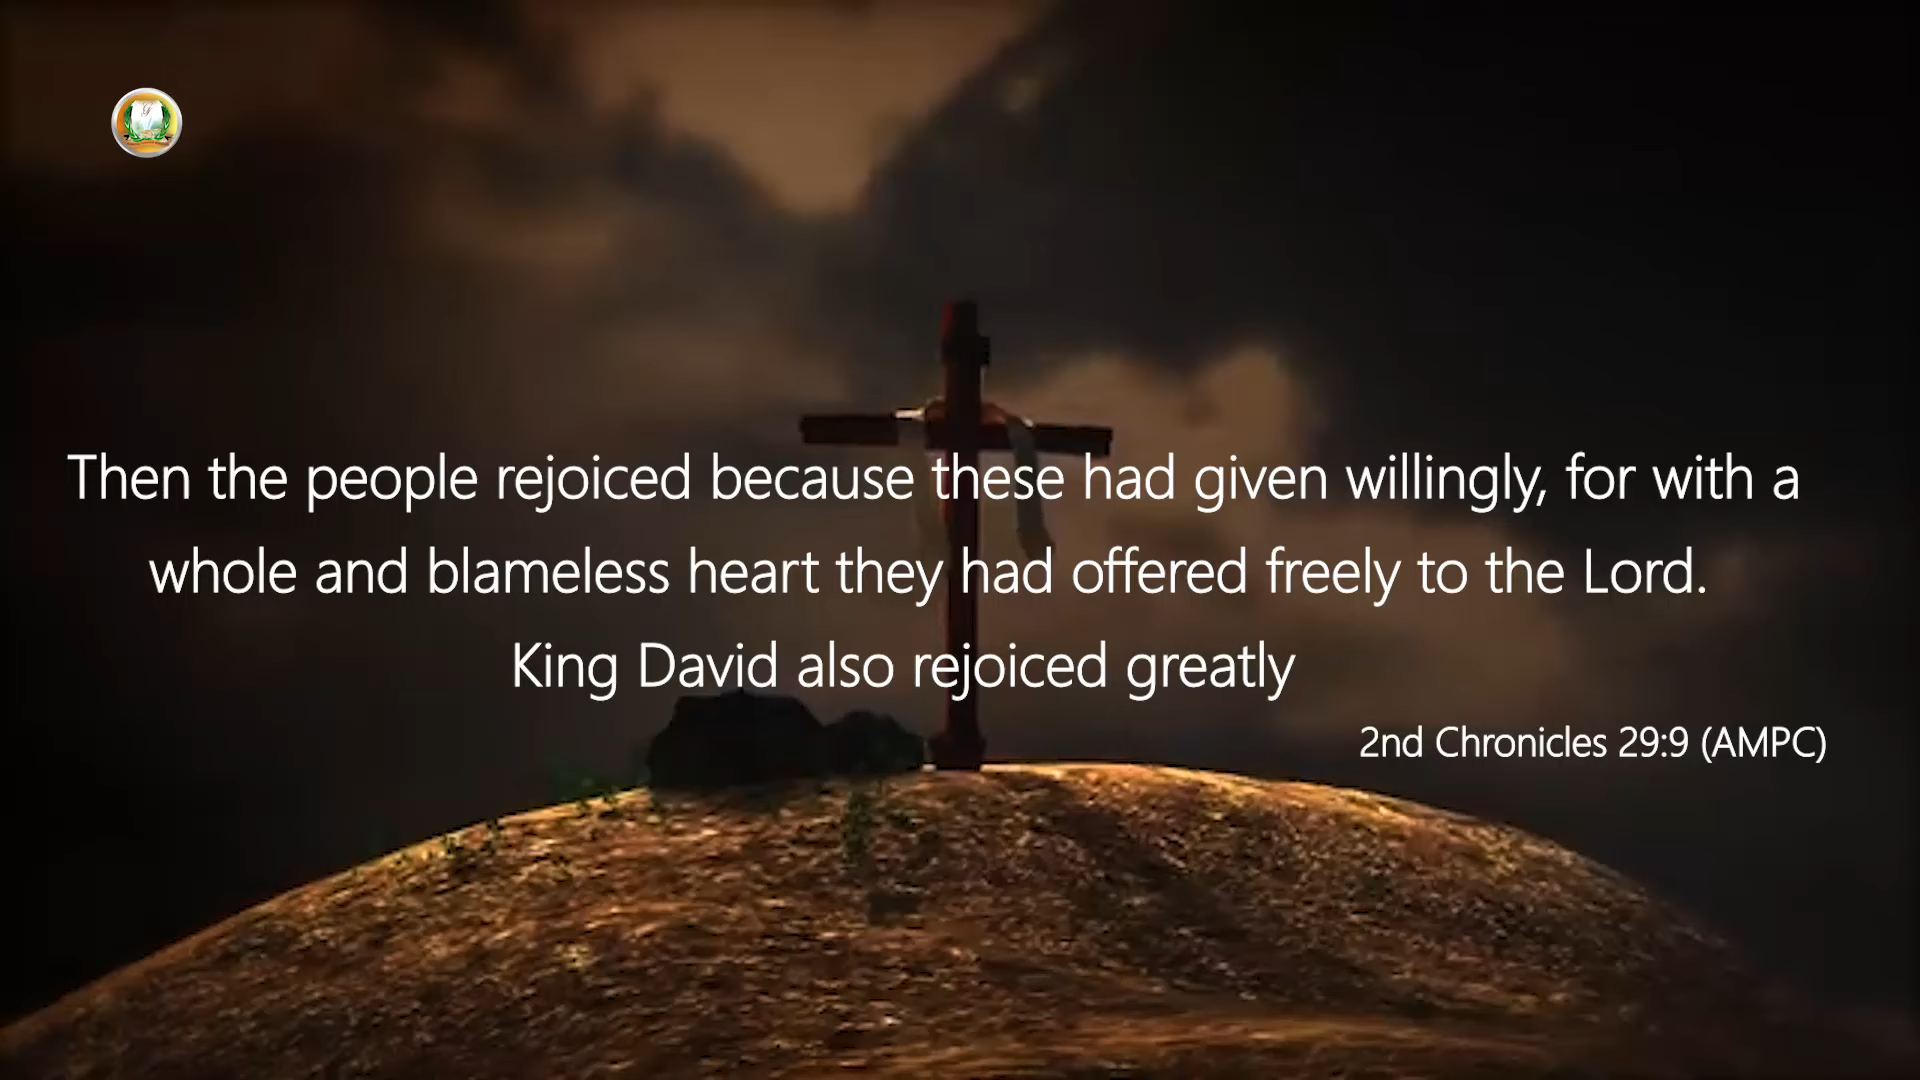 Then the people rejoiced because these had given willingly, for with a
whole and blameless heart they had offered freely to the Lord.
King David also rejoiced greatly
2nd Chronicles 29:9 (AMPC)